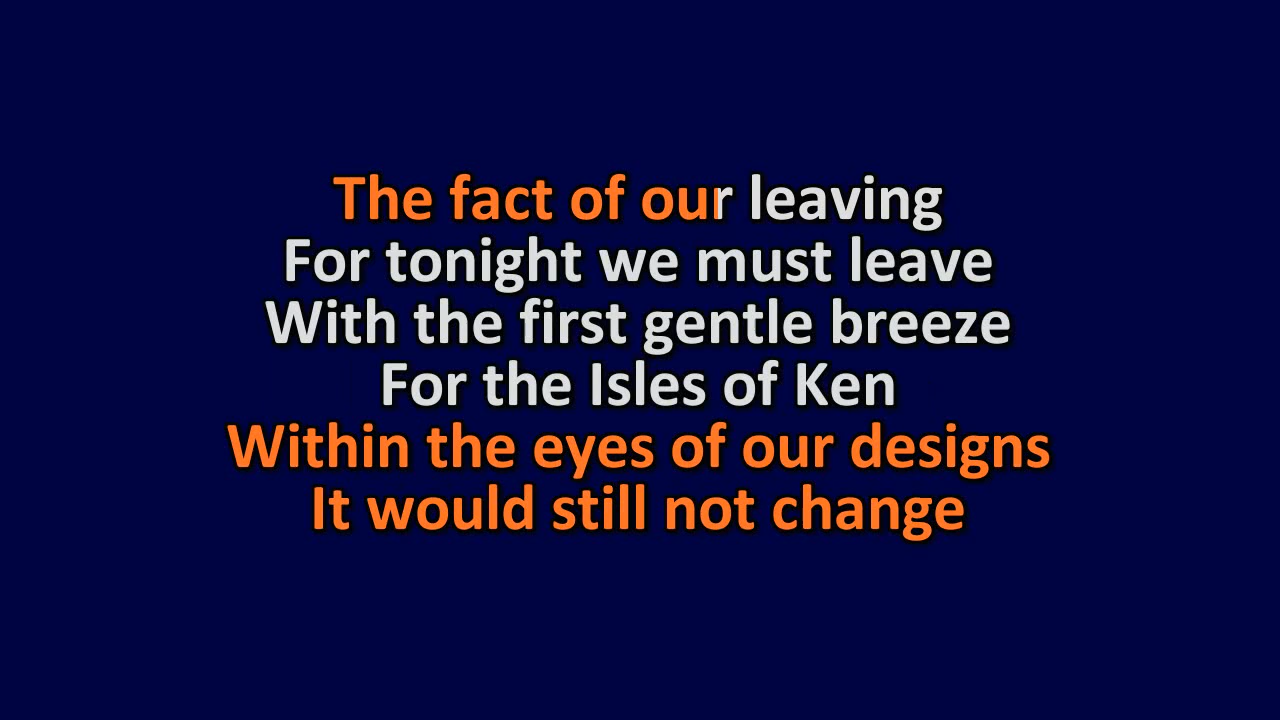 The fact of our leaving
For tonight we must leave
With the first gentle breeze
For the Isles of Ken
Within the eyes of our designs
It would still not change